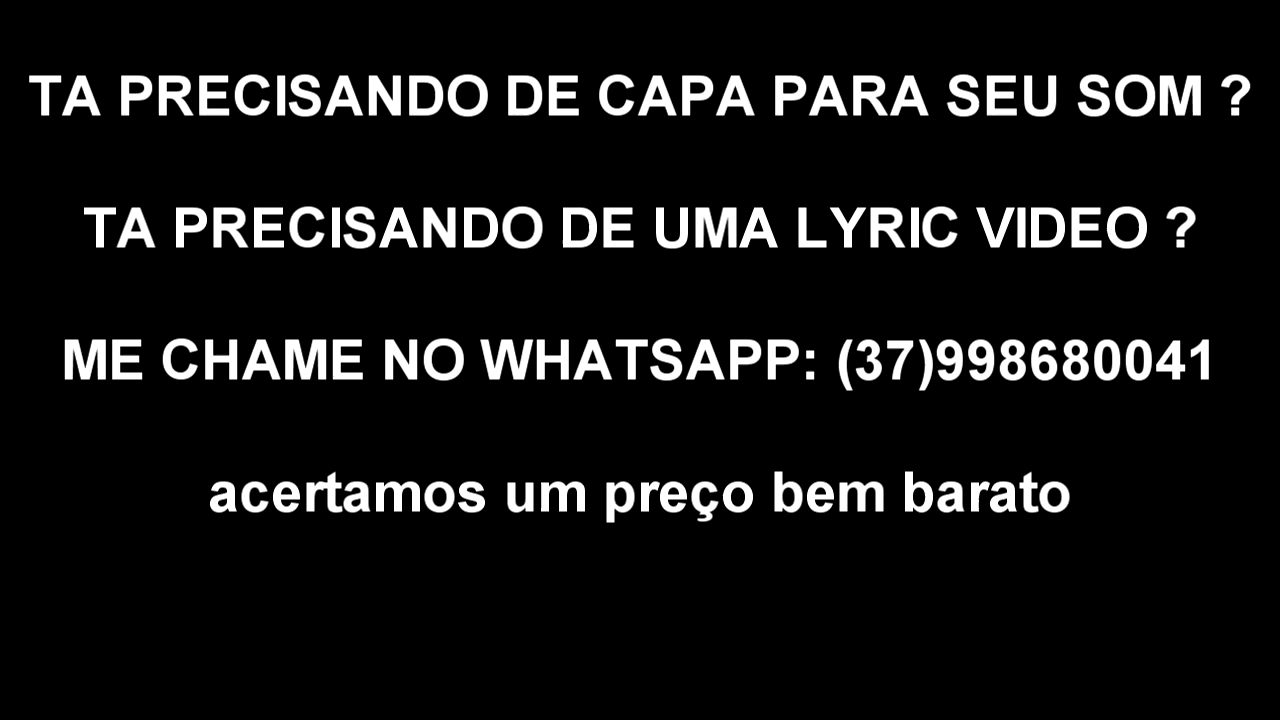 TA PRECISANDO DE CAPA PARA SEU SOM ?
TA PRECISANDO DE UMA LYRIC VIDEO ?
ME CHAME NO WHATSAPP: (37)998680041
acertamos um preço bem barato